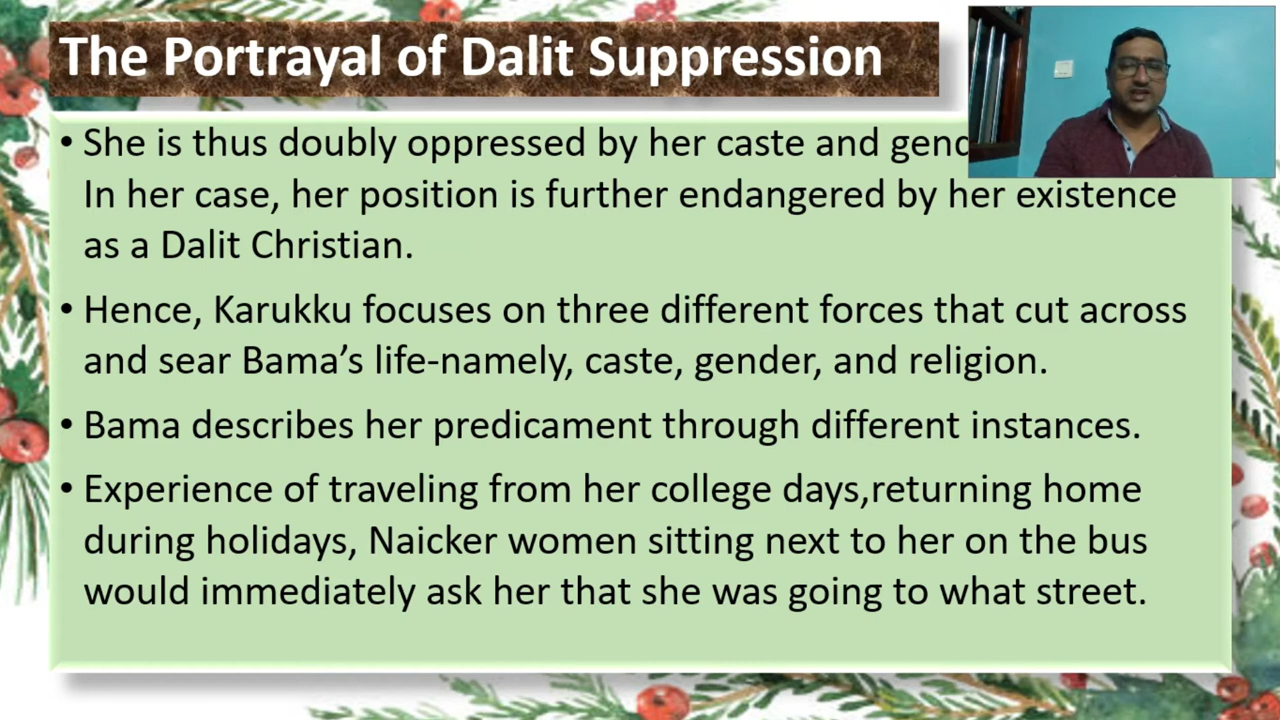 The Portrayal of Dalit Suppression
• She is thus doubly oppressed by her caste and
In her case, her position is further endangered by her existence
as a Dalit Christian.
• Hence, Karukku focuses on three different forces that cut across
and sear Bama’s life-namely, caste, gender, and religion.
• Bama describes her predicament through different instances.
• Experience of traveling from her college days,returning home
during holidays, Naicker women sitting next to her on the bus
would immediately ask her that she was going to what street.